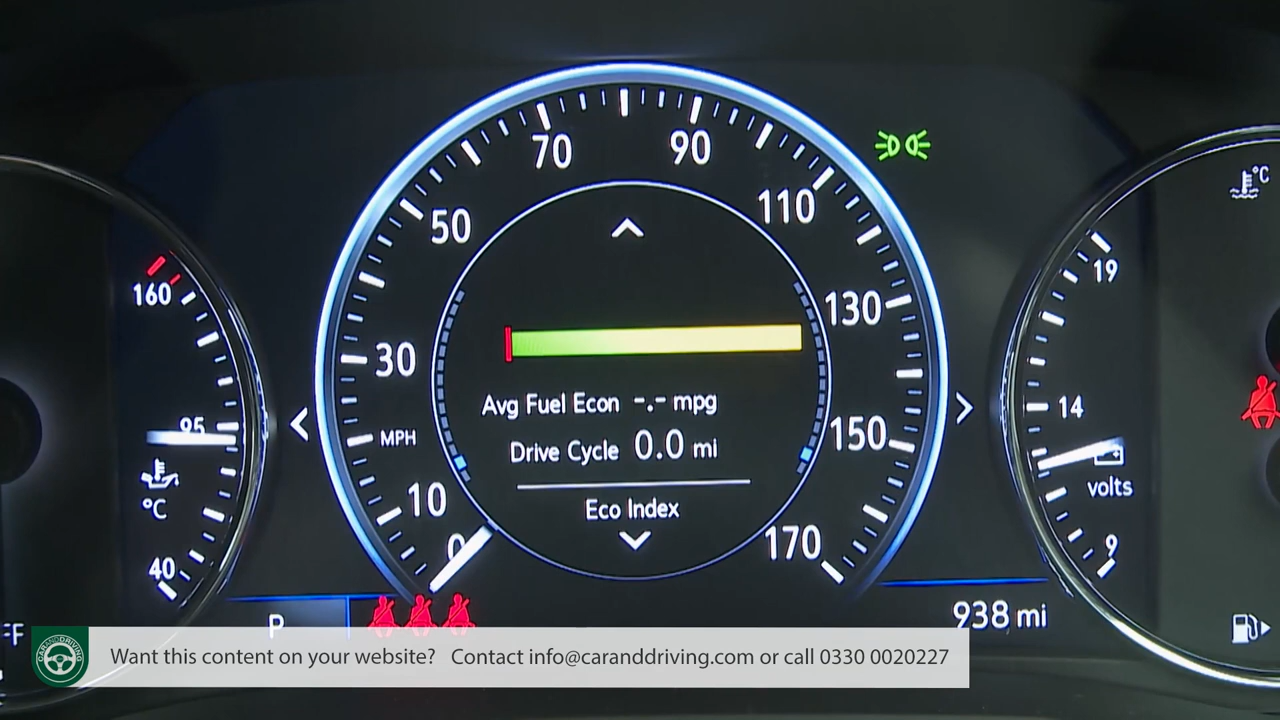 70
90
50
110
160
130
19
30
95
14
MPH
150
°C
°C
volts
10
40
0
170
9
Avg Fuel Econ -.- mpg
Drive Cycle 0.0 mi
Eco Index
P
938 mi
FF
CARANDDRIVING
Want this content on your website? Contact info@caranddriving.com or call 0330 0020227